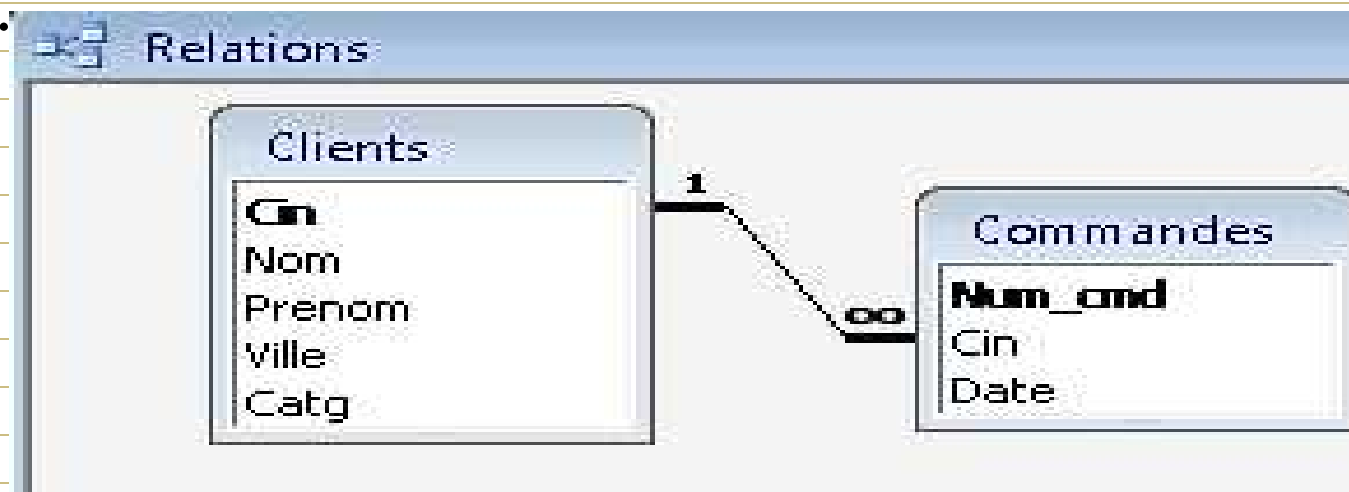 Relations
Clients
Cin
Nom
Prenom
Ville
Catg
1
∞
Commandes
Num_cmd
Cin
Date